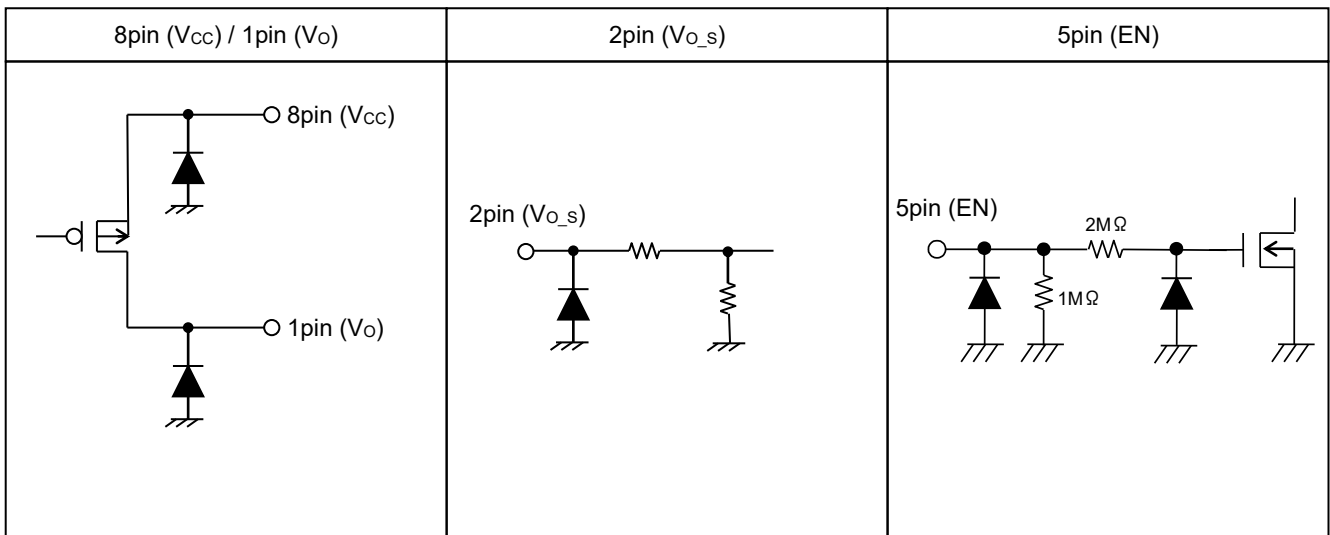 8pin (VCC) / 1pin (VO)
2pin (VO_S)
5pin (EN)
8pin (VCC)
1pin (VO)
2pin (VO_S)
5pin (EN)
2MΩ
1MΩ